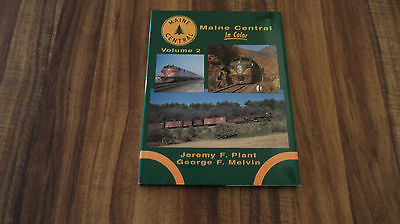 MAINE
CENTRAL
Maine Central
In Color
Volume 2
Jeremy F. Plant
George F. Melvin